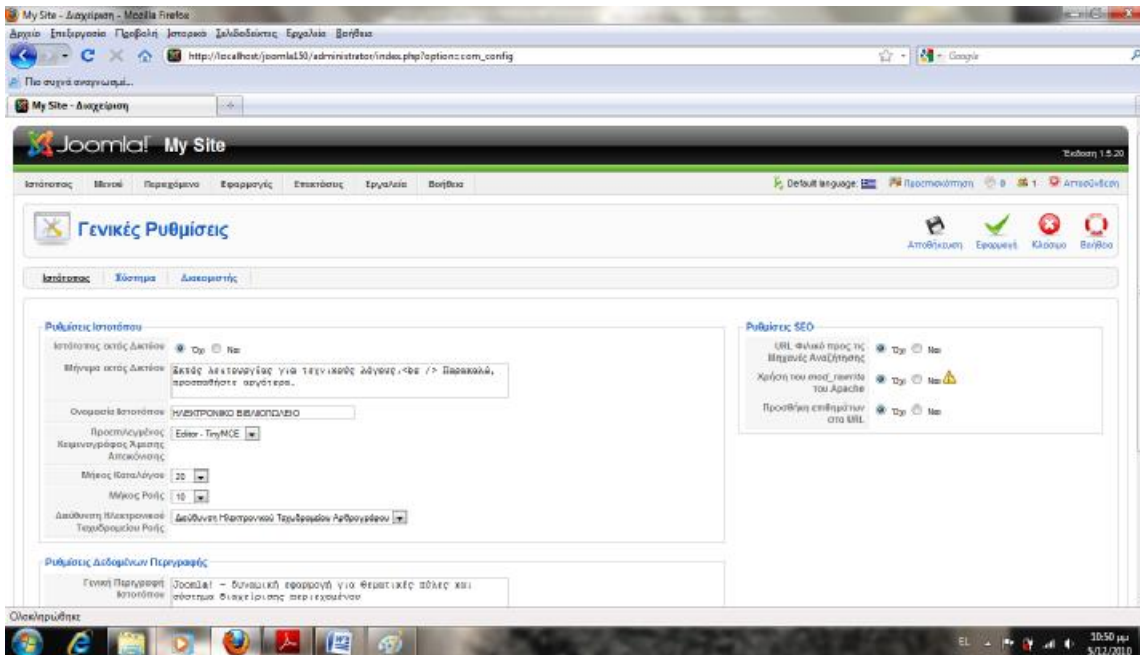 My Site - Διαχείριση - Mozilla Firefox
Αρχείο Επεξεργασία Προβολή Ιστορικό Σελιδοδείκτες Εργαλεία Βοήθεια
http://localhost/joomla150/administrator/index.php?option=com_config
Google
Πιο συχνά αναγνωσμέ...
My Site - Διαχείριση
Joomla! My Site
Έκδοση 1.5.20
Ιστότοπος Μενού Περιεχόμενο Εφαρμογές Επεκτάσεις Εργαλεία Βοήθεια
Default language: Προεπισκόπηση 0 1 Αποσύνδεση
Γενικές Ρυθμίσεις
Αποθήκευση Εφαρμογή Κλείσιμο Βοήθεια
Ιστότοπος Σύστημα Διακομιστής
Ρυθμίσεις Ιστοτόπου
Ιστότοπος εκτός Δικτύου Όχι Ναι
Μήνυμα εκτός Δικτύου Εκτός λειτουργίας για τεχνικούς λόγους.<br /> Παρακαλώ,
προσπαθήστε αργότερα.
Ονομασία Ιστοτόπου ΗΛΕΚΤΡΟΝΙΚΟ ΒΙΒΛΙΟΠΩΛΕΙΟ
Προεπιλεγμένος Editor - TinyMCE
Κειμενογράφος Άμεσης
Απεικόνισης
Μήκος Καταλόγου 20
Μήκος Ροής 10
Διεύθυνση Ηλεκτρονικού Διεύθυνση Ηλεκτρονικού Ταχυδρομείου Αρθρογράφου
Ταχυδρομείου Ροής
Ρυθμίσεις SEO
URL Φιλικά προς τις Όχι Ναι
Μηχανές Αναζήτησης
Χρήση του mod_rewrite Όχι Ναι
του Apache
Προσθήκη επιθημάτων Όχι Ναι
στα URL
Ρυθμίσεις Δεδομένων Περιγραφής
Γενική Περιγραφή Joomla! - δυναμική εφαρμογή για θεματικές πύλες και
Ιστοτόπου σύστημα διαχείρισης περιεχομένου
Ολοκληρώθηκε
EL
10:50 μμ
5/12/2010